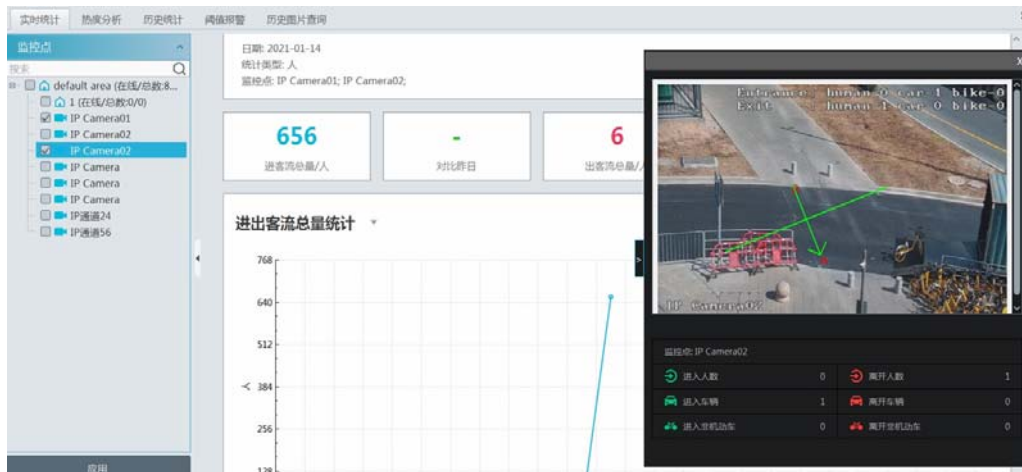 实时统计 热度分析 历史统计 阈值报警 历史图片查询
监控点
搜索
default area (在线/总数:8...
1 (在线/总数:0/0)
IP Camera01
IP Camera02
IP Camera02
IP Camera
IP Camera
IP Camera
IP通道24
IP通道56
应用
日期: 2021-01-14
统计类型: 人
监控点: IP Camera01; IP Camera02;
656
进客流总量/人
-
对比昨日
6
出客流总量/
进出客流总量统计
768
640
512
384
256
128
人
X
Entrance human-0 car-1 bike-0
Exit human-1 car-0 bike-0
IP Camera02
监控点: IP Camera02
进入人数 0 离开人数 1
进入车辆 1 离开车辆 0
进入非机动车 0 离开非机动车 0